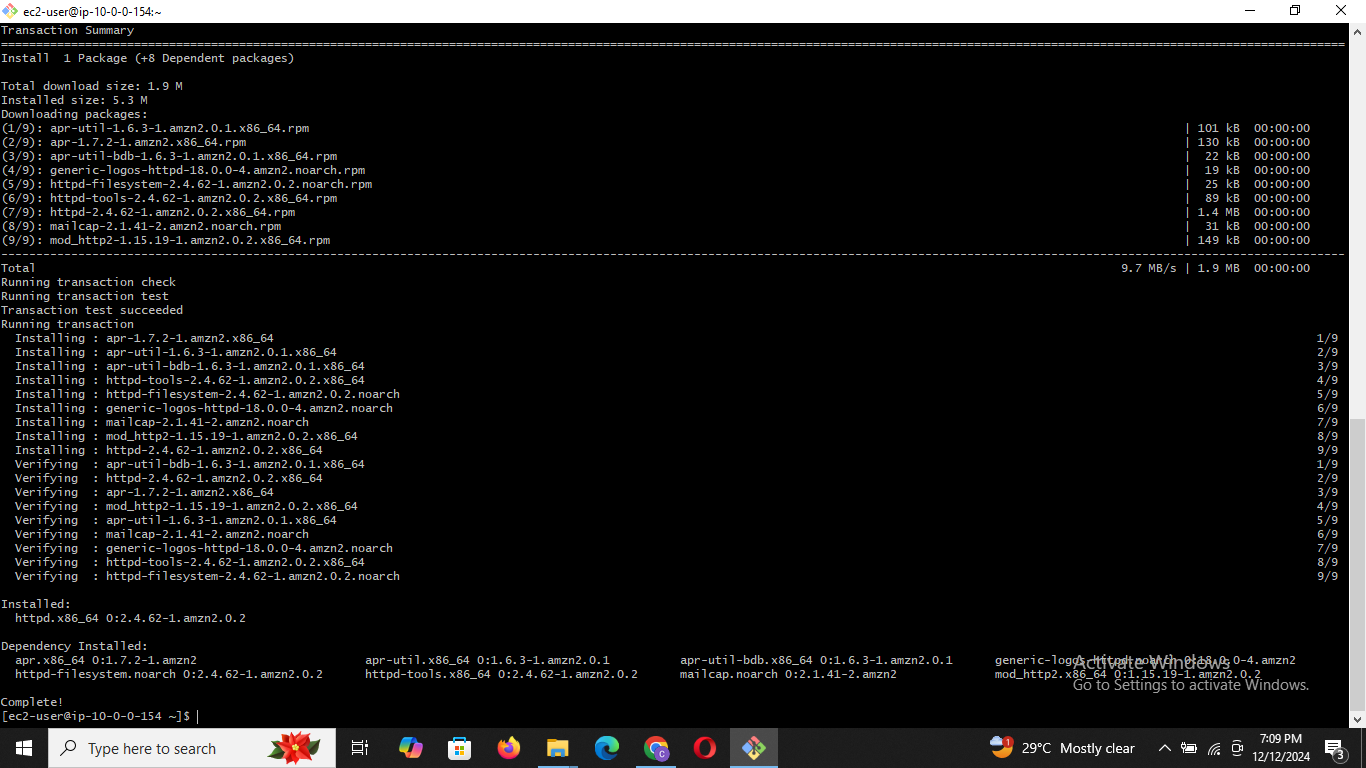 ec2-user@ip-10-0-0-154:~
Transaction Summary
Install  1 Package (+8 Dependent packages)
Total download size: 1.9 M
Installed size: 5.3 M
Downloading packages:
(1/9): apr-util-1.6.3-1.amzn2.0.1.x86_64.rpm | 101 kB  00:00:00
(2/9): apr-1.7.2-1.amzn2.x86_64.rpm | 130 kB  00:00:00
(3/9): apr-util-bdb-1.6.3-1.amzn2.0.1.x86_64.rpm | 22 kB  00:00:00
(4/9): generic-logos-httpd-18.0.0-4.amzn2.noarch.rpm | 19 kB  00:00:00
(5/9): httpd-filesystem-2.4.62-1.amzn2.0.2.noarch.rpm | 25 kB  00:00:00
(6/9): httpd-tools-2.4.62-1.amzn2.0.2.x86_64.rpm | 89 kB  00:00:00
(7/9): httpd-2.4.62-1.amzn2.0.2.x86_64.rpm | 1.4 MB  00:00:00
(8/9): mailcap-2.1.41-2.amzn2.noarch.rpm | 31 kB  00:00:00
(9/9): mod_http2-1.15.19-1.amzn2.0.2.x86_64.rpm | 149 kB  00:00:00
Total 9.7 MB/s | 1.9 MB  00:00:00
Running transaction check
Running transaction test
Transaction test succeeded
Running transaction
Installing : apr-1.7.2-1.amzn2.x86_64 1/9
Installing : apr-util-1.6.3-1.amzn2.0.1.x86_64 2/9
Installing : apr-util-bdb-1.6.3-1.amzn2.0.1.x86_64 3/9
Installing : httpd-tools-2.4.62-1.amzn2.0.2.x86_64 4/9
Installing : httpd-filesystem-2.4.62-1.amzn2.0.2.noarch 5/9
Installing : generic-logos-httpd-18.0.0-4.amzn2.noarch 6/9
Installing : mailcap-2.1.41-2.amzn2.noarch 7/9
Installing : mod_http2-1.15.19-1.amzn2.0.2.x86_64 8/9
Installing : httpd-2.4.62-1.amzn2.0.2.x86_64 9/9
Verifying  : apr-util-bdb-1.6.3-1.amzn2.0.1.x86_64 1/9
Verifying  : httpd-2.4.62-1.amzn2.0.2.x86_64 2/9
Verifying  : apr-1.7.2-1.amzn2.x86_64 3/9
Verifying  : mod_http2-1.15.19-1.amzn2.0.2.x86_64 4/9
Verifying  : apr-util-1.6.3-1.amzn2.0.1.x86_64 5/9
Verifying  : mailcap-2.1.41-2.amzn2.noarch 6/9
Verifying  : generic-logos-httpd-18.0.0-4.amzn2.noarch 7/9
Verifying  : httpd-tools-2.4.62-1.amzn2.0.2.x86_64 8/9
Verifying  : httpd-filesystem-2.4.62-1.amzn2.0.2.noarch 9/9
Installed:
httpd.x86_64 0:2.4.62-1.amzn2.0.2
Dependency Installed:
apr.x86_64 0:1.7.2-1.amzn2 apr-util.x86_64 0:1.6.3-1.amzn2.0.1 apr-util-bdb.x86_64 0:1.6.3-1.amzn2.0.1 generic-logos-httpd.noarch 0:18.0.0-4.amzn2
httpd-filesystem.noarch 0:2.4.62-1.amzn2.0.2 httpd-tools.x86_64 0:2.4.62-1.amzn2.0.2 mailcap.noarch 0:2.1.41-2.amzn2 mod_http2.x86_64 0:1.15.19-1.amzn2.0.2
Activate Windows
Go to Settings to activate Windows.
Complete!
[ec2-user@ip-10-0-0-154 ~]$
Type here to search
1
29°C  Mostly clear
7:09 PM
12/12/2024
3